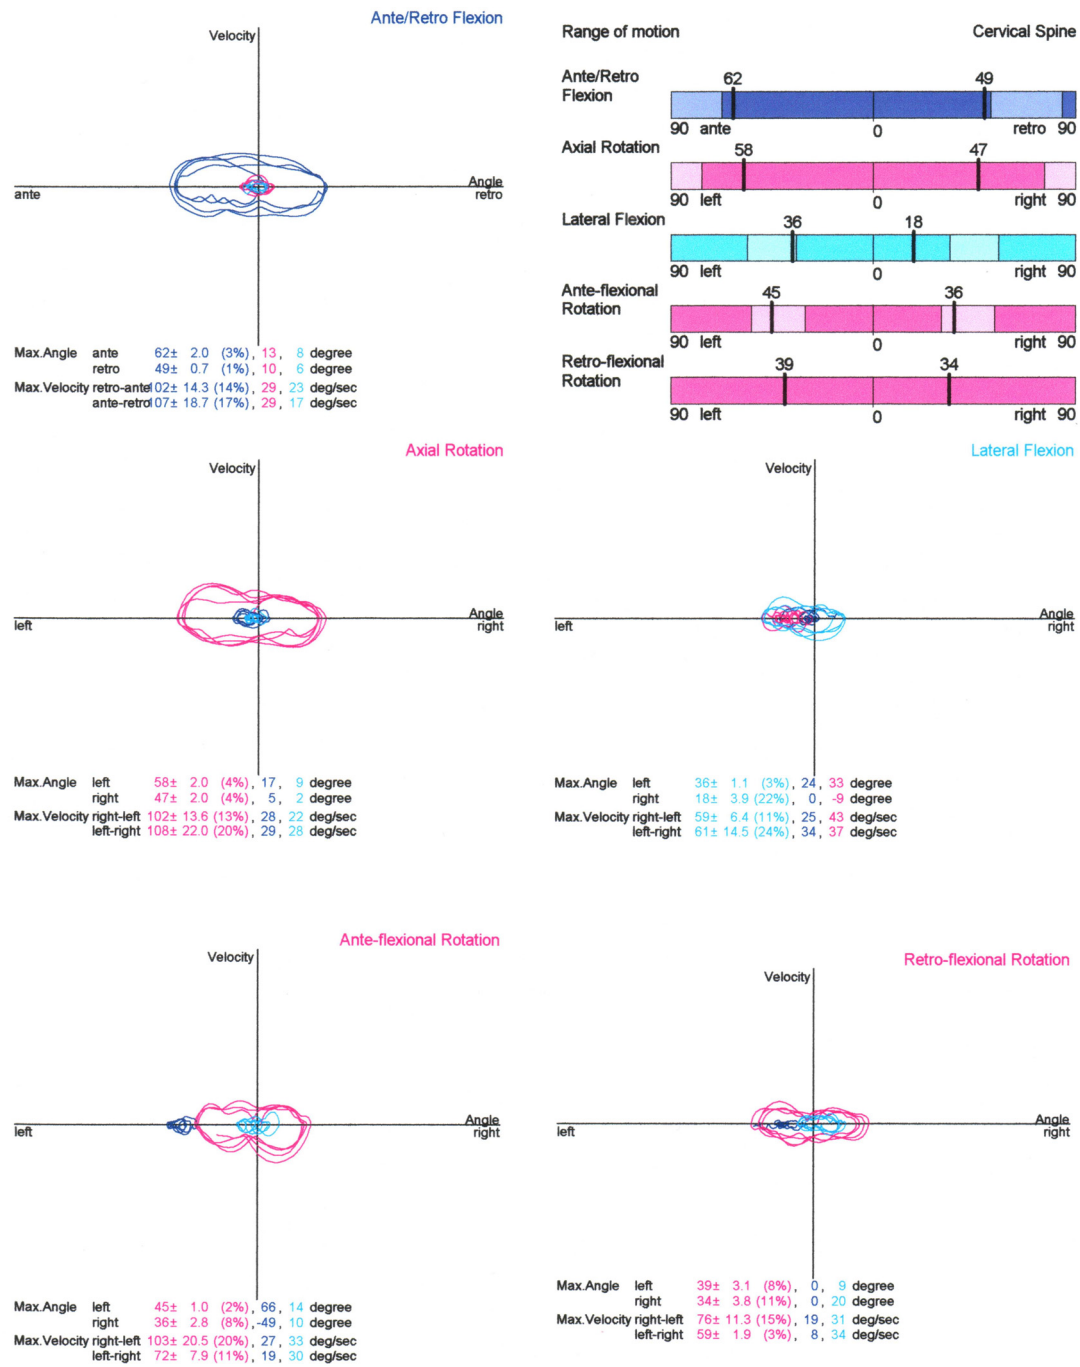 Ante/Retro Flexion
Velocity
Angle
ante
retro
Max.Angle ante 62± 2.0 (3%), 13, 8 degree
retro 49± 0.7 (1%), 10, 6 degree
Max.Velocity retro-ante 102± 14.3 (14%), 29, 23 deg/sec
ante-retro 107± 18.7 (17%), 29, 17 deg/sec
Range of motion Cervical Spine
Ante/Retro
Flexion
62 49
90 ante 0 retro 90
Axial Rotation
58 47
90 left 0 right 90
Lateral Flexion
36 18
90 left 0 right 90
Ante-flexional
Rotation
45 36
90 left 0 right 90
Retro-flexional
Rotation
39 34
90 left 0 right 90
Axial Rotation
Velocity
Angle
left
right
Max.Angle left 58± 2.0 (4%), 17, 9 degree
right 47± 2.0 (4%), 5, 2 degree
Max.Velocity right-left 102± 13.6 (13%), 28, 22 deg/sec
left-right 108± 22.0 (20%), 29, 28 deg/sec
Lateral Flexion
Velocity
Angle
left
right
Max.Angle left 36± 1.1 (3%), 24, 33 degree
right 18± 3.9 (22%), 0, -9 degree
Max.Velocity right-left 59± 6.4 (11%), 25, 43 deg/sec
left-right 61± 14.5 (24%), 34, 37 deg/sec
Ante-flexional Rotation
Velocity
Angle
left
right
Max.Angle left 45± 1.0 (2%), 66, 14 degree
right 36± 2.8 (8%), -49, 10 degree
Max.Velocity right-left 103± 20.5 (20%), 27, 33 deg/sec
left-right 72± 7.9 (11%), 19, 30 deg/sec
Retro-flexional Rotation
Velocity
Angle
left
right
Max.Angle left 39± 3.1 (8%), 0, 9 degree
right 34± 3.8 (11%), 0, 20 degree
Max.Velocity right-left 76± 11.3 (15%), 19, 31 deg/sec
left-right 59± 1.9 (3%), 8, 34 deg/sec